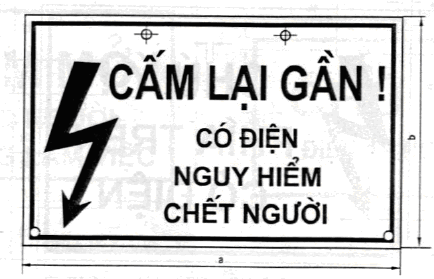 CẤM LẠI GẦN !
CÓ ĐIỆN
NGUY HIỂM
CHẾT NGƯỜI
a
b